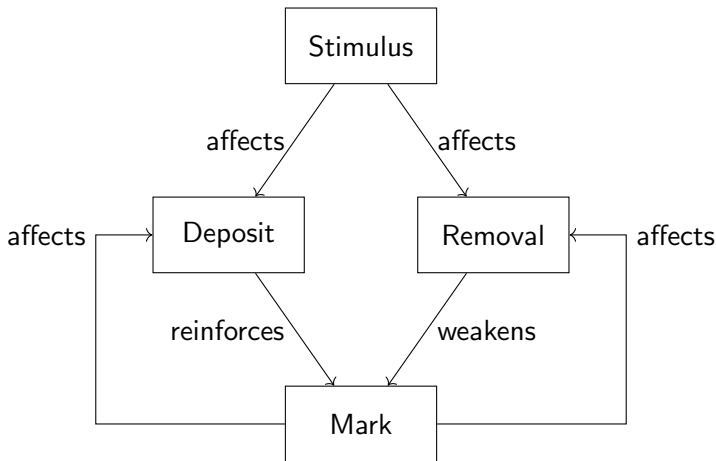 Stimulus
affects
affects
affects
Deposit
Removal
affects
reinforces
weakens
Mark